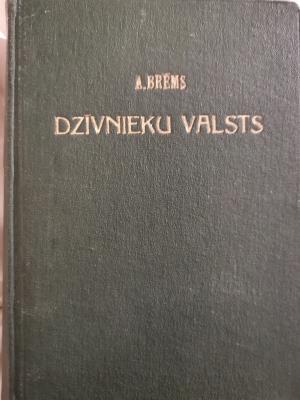 A. BRĒMS
DZĪVNIEKU VALSTS